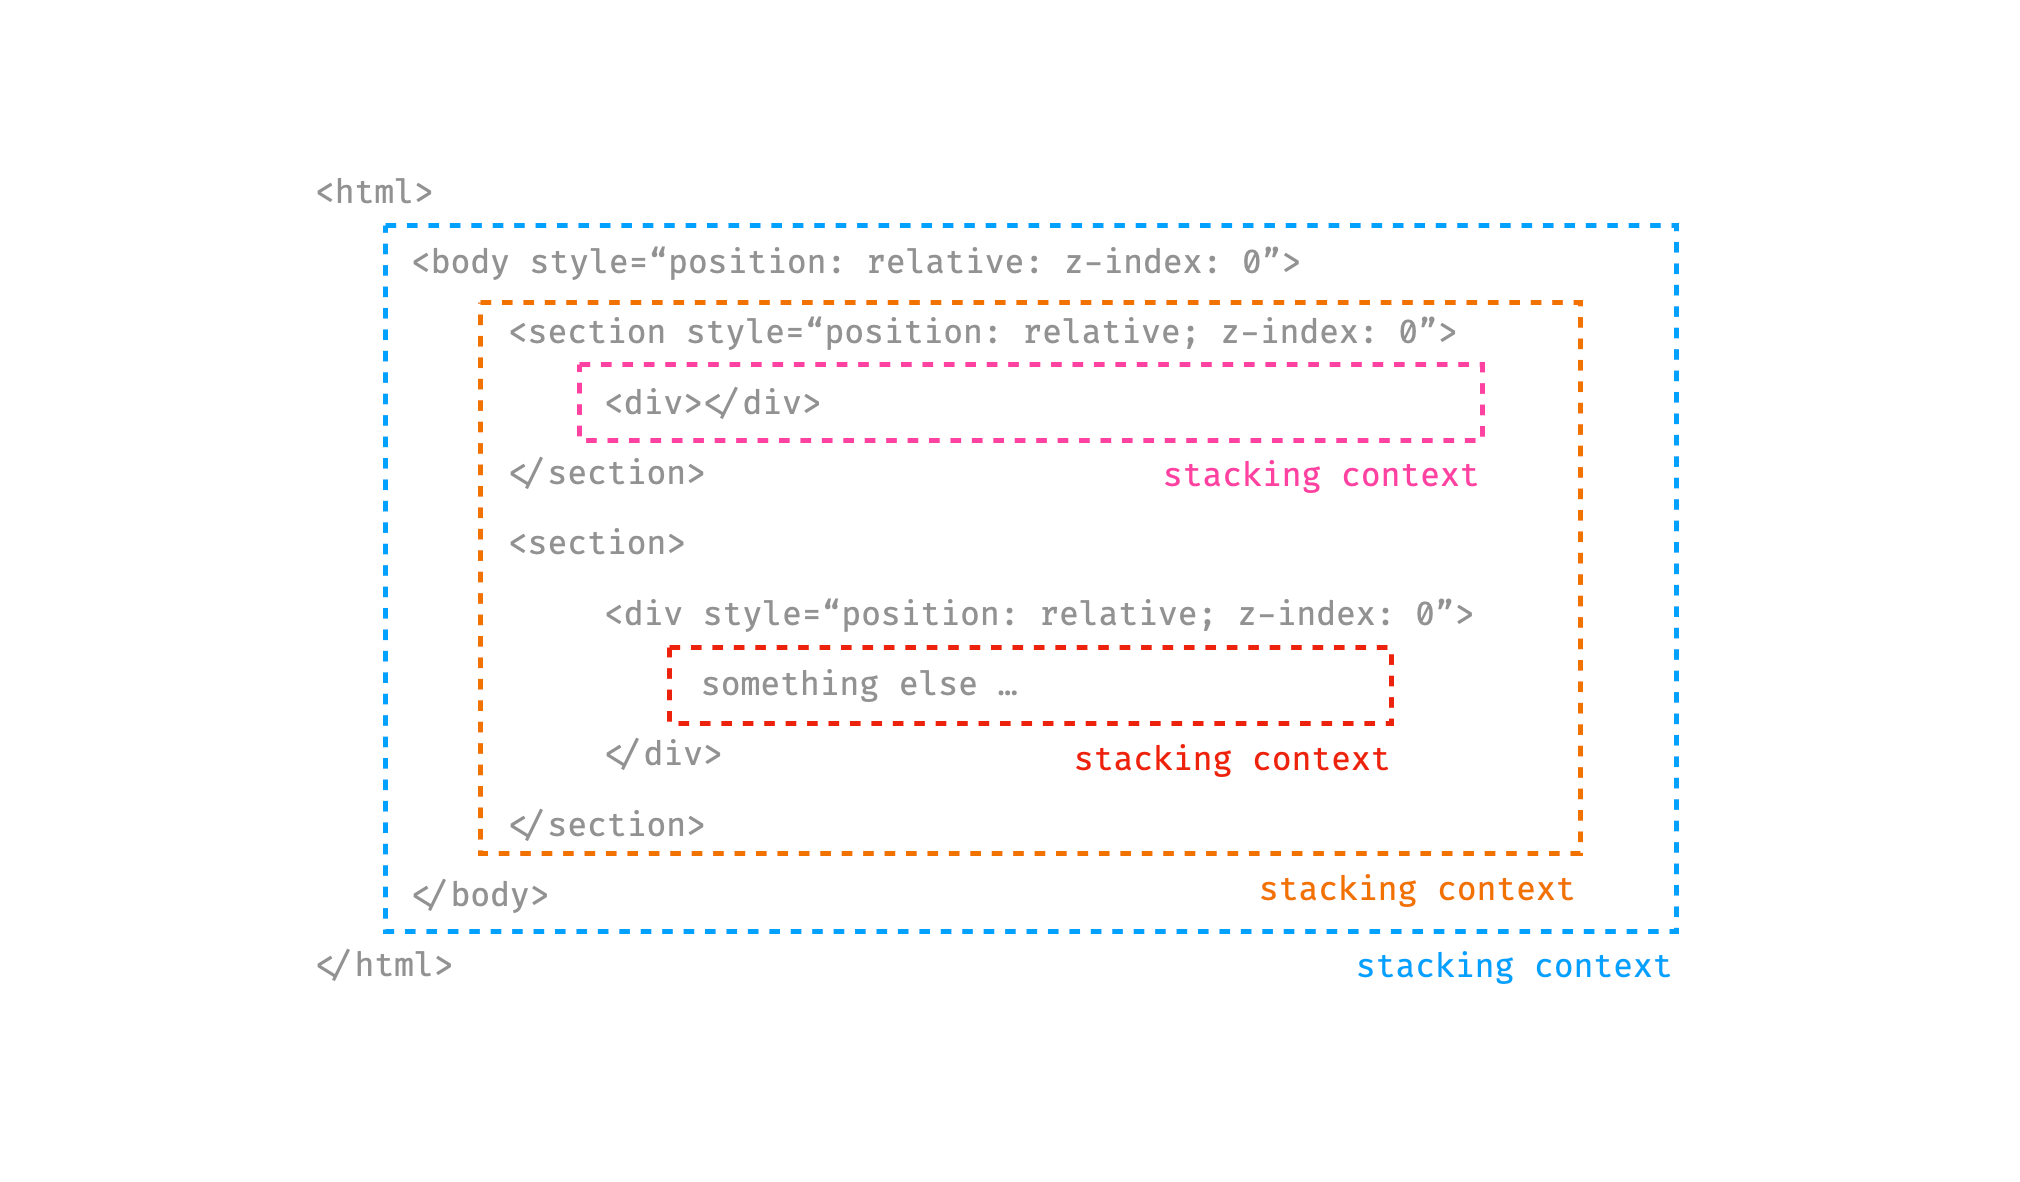 <html>
<body style=“position: relative: z-index: 0”>
<section style=“position: relative; z-index: 0”>
<div></div>
</section>
stacking context
<section>
<div style=“position: relative; z-index: 0”>
something else …
</div>
stacking context
</section>
stacking context
</body>
</html>
stacking context